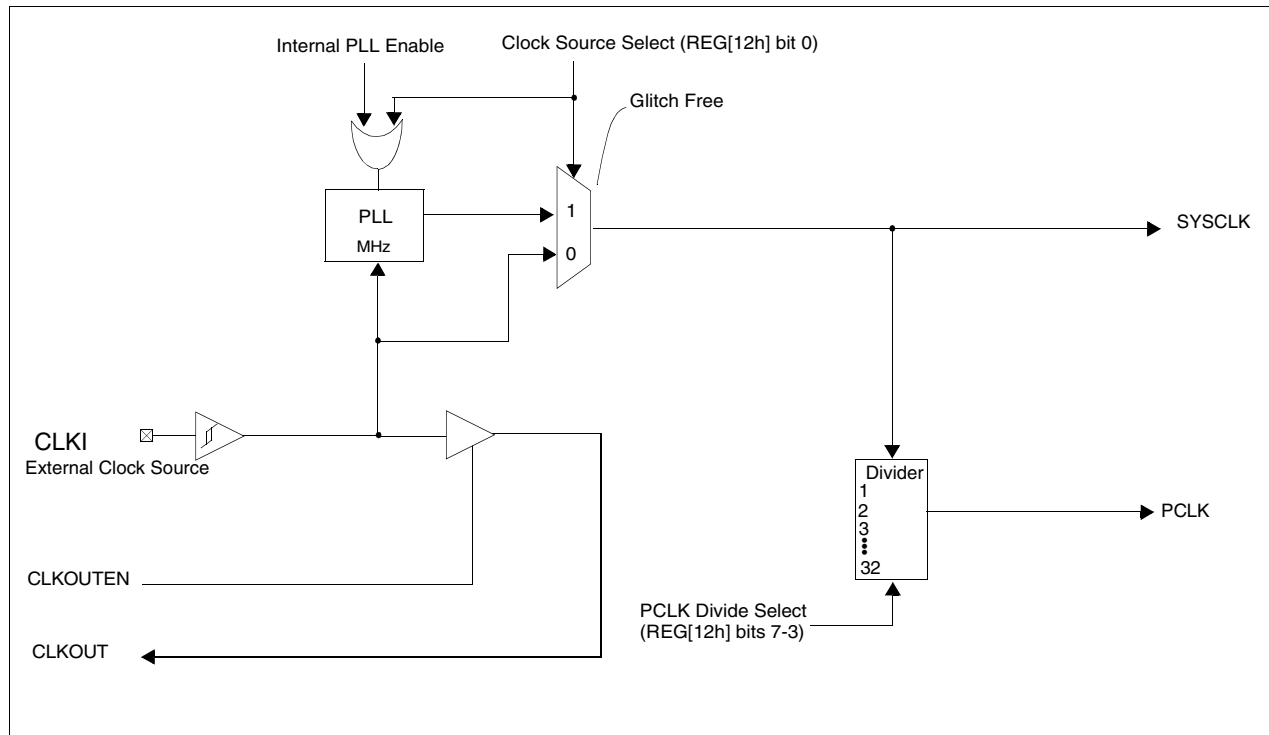 Internal PLL Enable
Clock Source Select (REG[12h] bit 0)
Glitch Free
PLL
MHz
1
0
SYSCLK
CLKI
External Clock Source
Divider
1
2
3
32
PCLK
CLKOUTEN
PCLK Divide Select
(REG[12h] bits 7-3)
CLKOUT